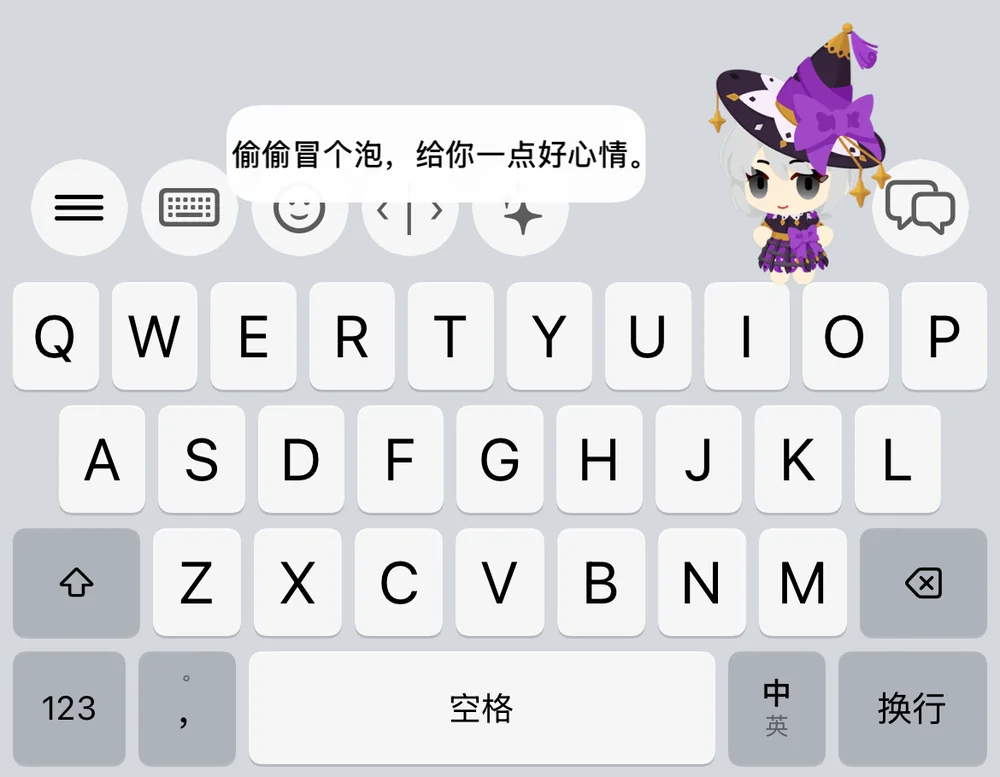 偷偷冒个泡，给你一点好心情。
Q W E R T Y U I O P
A S D F G H J K L
Z X C V B N M
123 。 ， 空格 中 换行
英